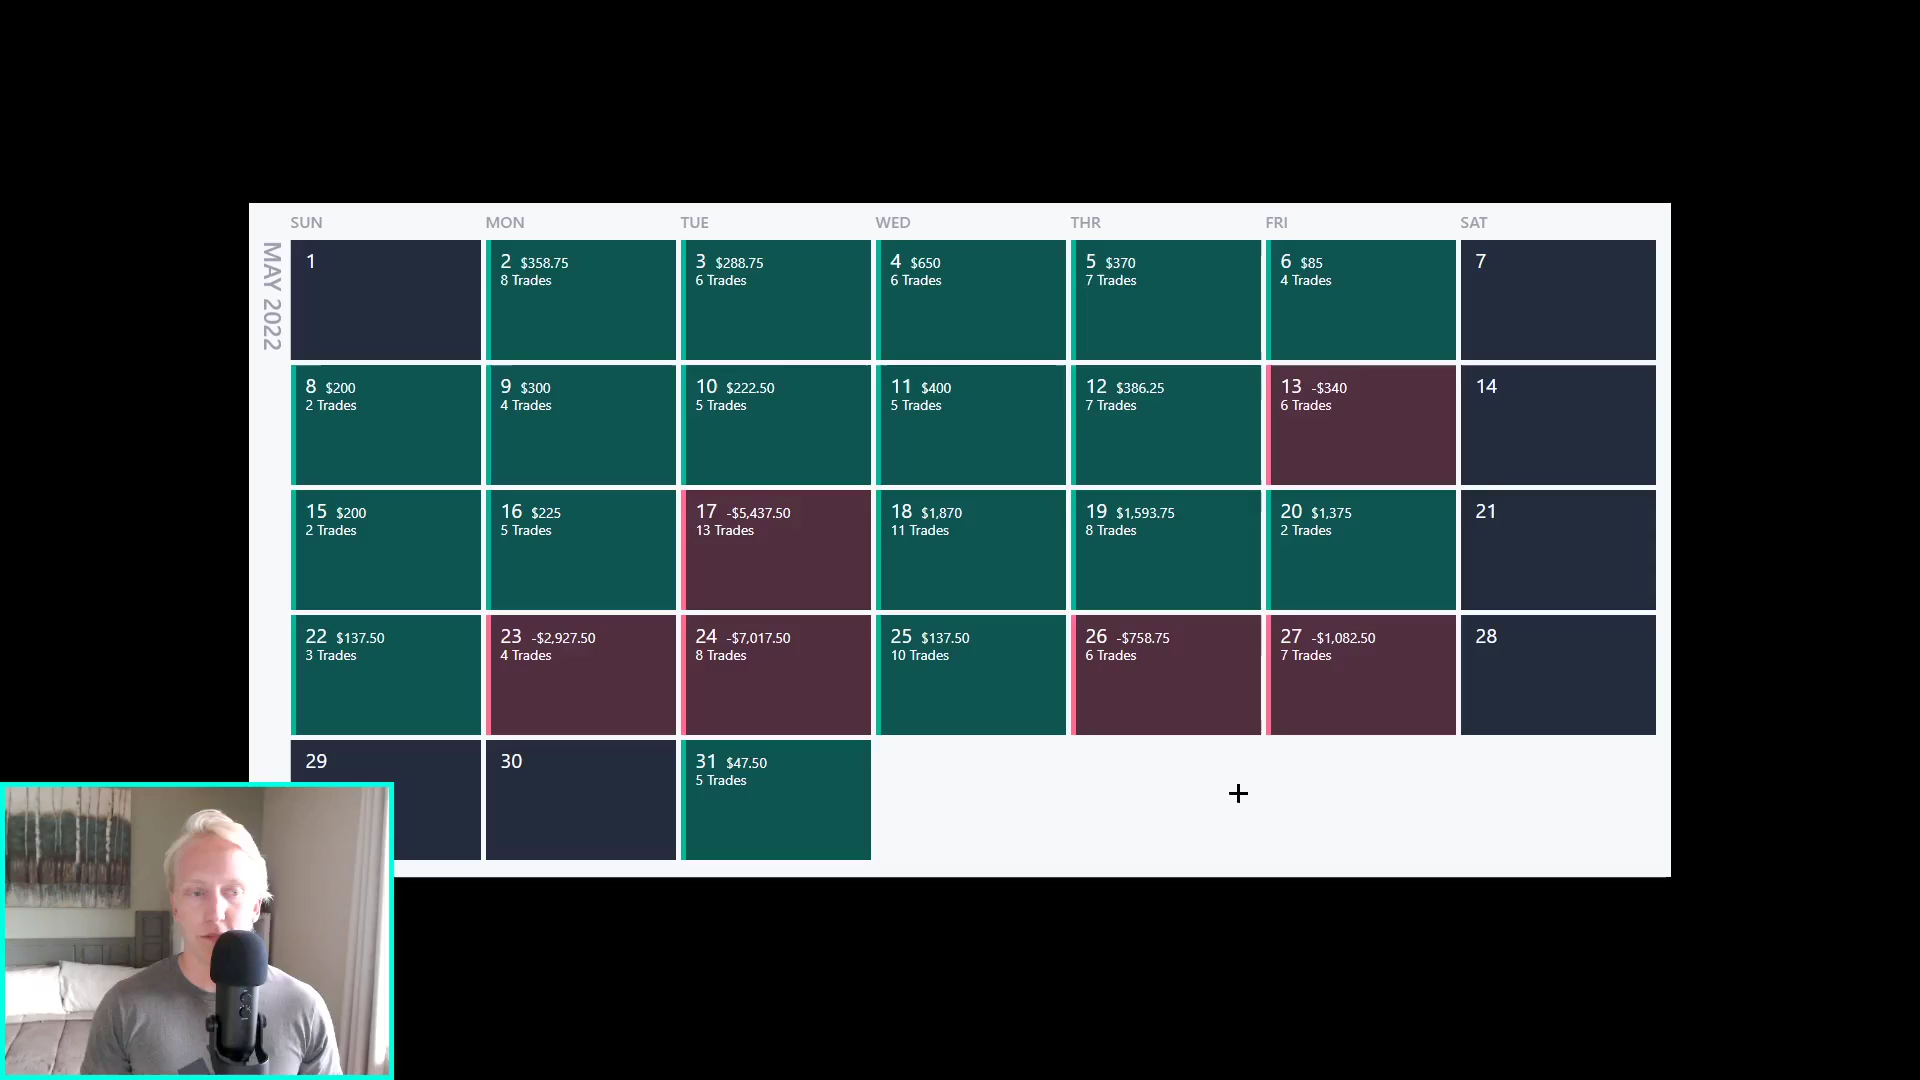 SUN MON TUE WED THR FRI SAT
MAY 2022
1
2 $358.75
8 Trades
3 $288.75
6 Trades
4 $650
6 Trades
5 $370
7 Trades
6 $85
4 Trades
7
8 $200
2 Trades
9 $300
4 Trades
10 $222.50
5 Trades
11 $400
5 Trades
12 $386.25
7 Trades
13 -$340
6 Trades
14
15 $200
2 Trades
16 $225
5 Trades
17 -$5,437.50
13 Trades
18 $1,870
11 Trades
19 $1,593.75
8 Trades
20 $1,375
2 Trades
21
22 $137.50
3 Trades
23 -$2,927.50
4 Trades
24 -$7,017.50
8 Trades
25 $137.50
10 Trades
26 -$758.75
6 Trades
27 -$1,082.50
7 Trades
28
29
30
31 $47.50
5 Trades